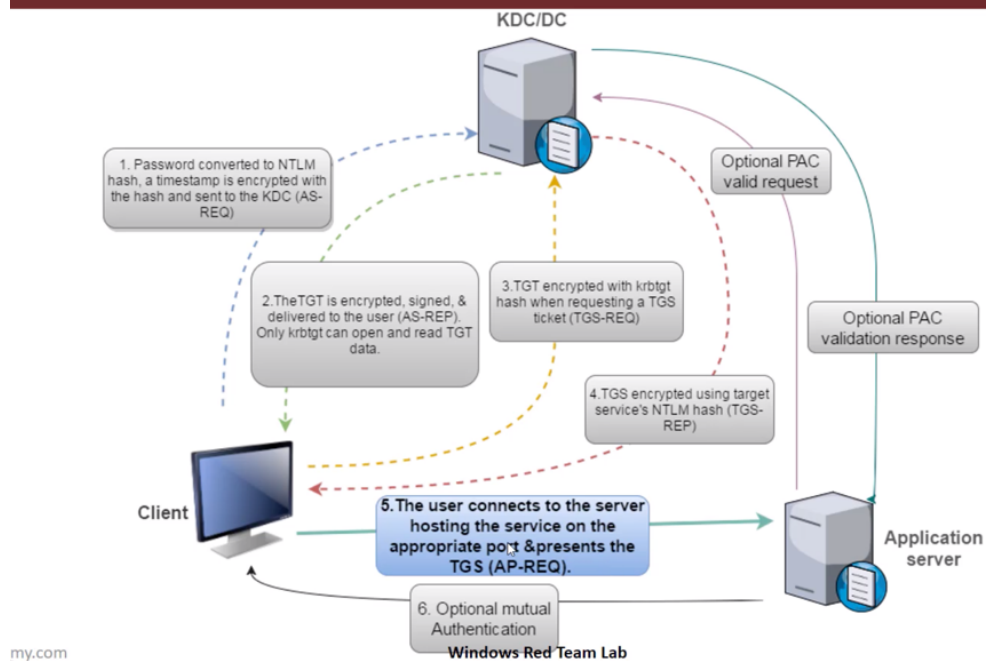 KDC/DC
1. Password converted to NTLM
hash, a timestamp is encrypted with
the hash and sent to the KDC (AS-
REQ)
Optional PAC
valid request
2.TheTGT is encrypted, signed, &
delivered to the user (AS-REP).
Only krbtgt can open and read TGT
data.
3.TGT encrypted with krbtgt
hash when requesting a TGS
ticket (TGS-REQ)
Optional PAC
validation response
4.TGS encrypted using target
service's NTLM hash (TGS-
REP)
Client
5.The user connects to the server
hosting the service on the
appropriate port &presents the
TGS (AP-REQ).
Application
server
6. Optional mutual
Authentication
my.com
Windows Red Team Lab